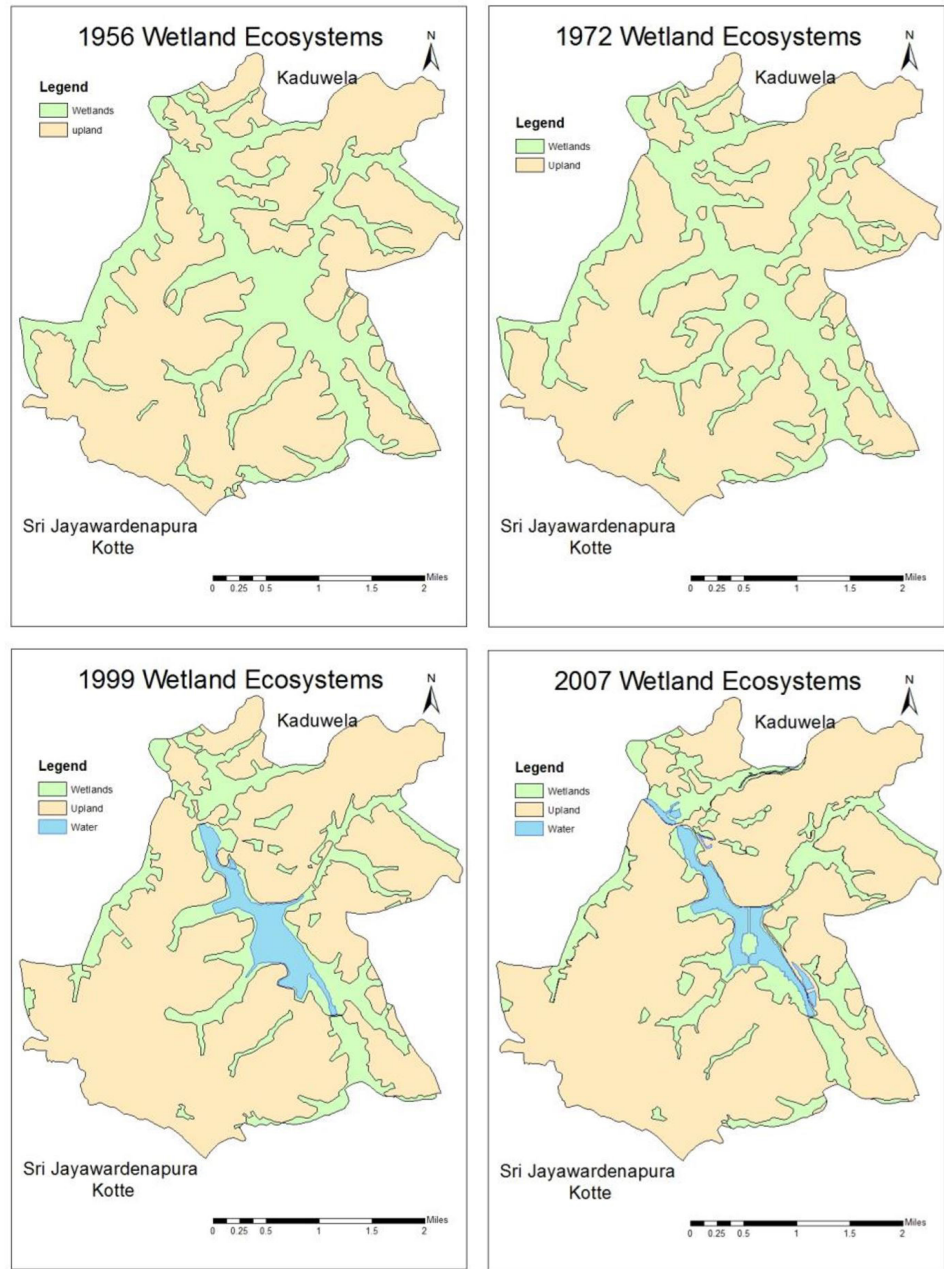 1956 Wetland Ecosystems
N
Kaduwela
Legend
Wetlands
upland
Sri Jayawardenapura
Kotte
Miles
0 0.25 0.5 1 1.5 2
1972 Wetland Ecosystems
N
Kaduwela
Legend
Wetlands
Upland
Sri Jayawardenapura
Kotte
Miles
0 0.25 0.5 1 1.5 2
1999 Wetland Ecosystems
N
Kaduwela
Legend
Wetlands
Upland
Water
Sri Jayawardenapura
Kotte
Miles
0 0.25 0.5 1 1.5 2
2007 Wetland Ecosystems
N
Kaduwela
Legend
Wetlands
Upland
Water
Sri Jayawardenapura
Kotte
Miles
0 0.25 0.5 1 1.5 2